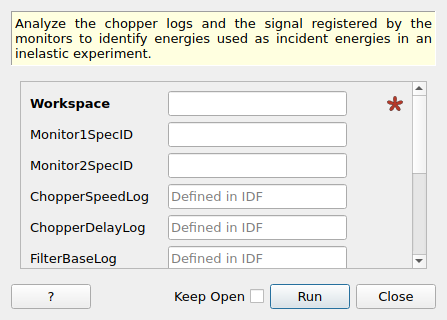 Analyze the chopper logs and the signal registered by the
monitors to identify energies used as incident energies in an
inelastic experiment.
Workspace
*
Monitor1SpecID
Monitor2SpecID
ChopperSpeedLog Defined in IDF
ChopperDelayLog Defined in IDF
FilterBaseLog Defined in IDF
? Keep Open Run Close